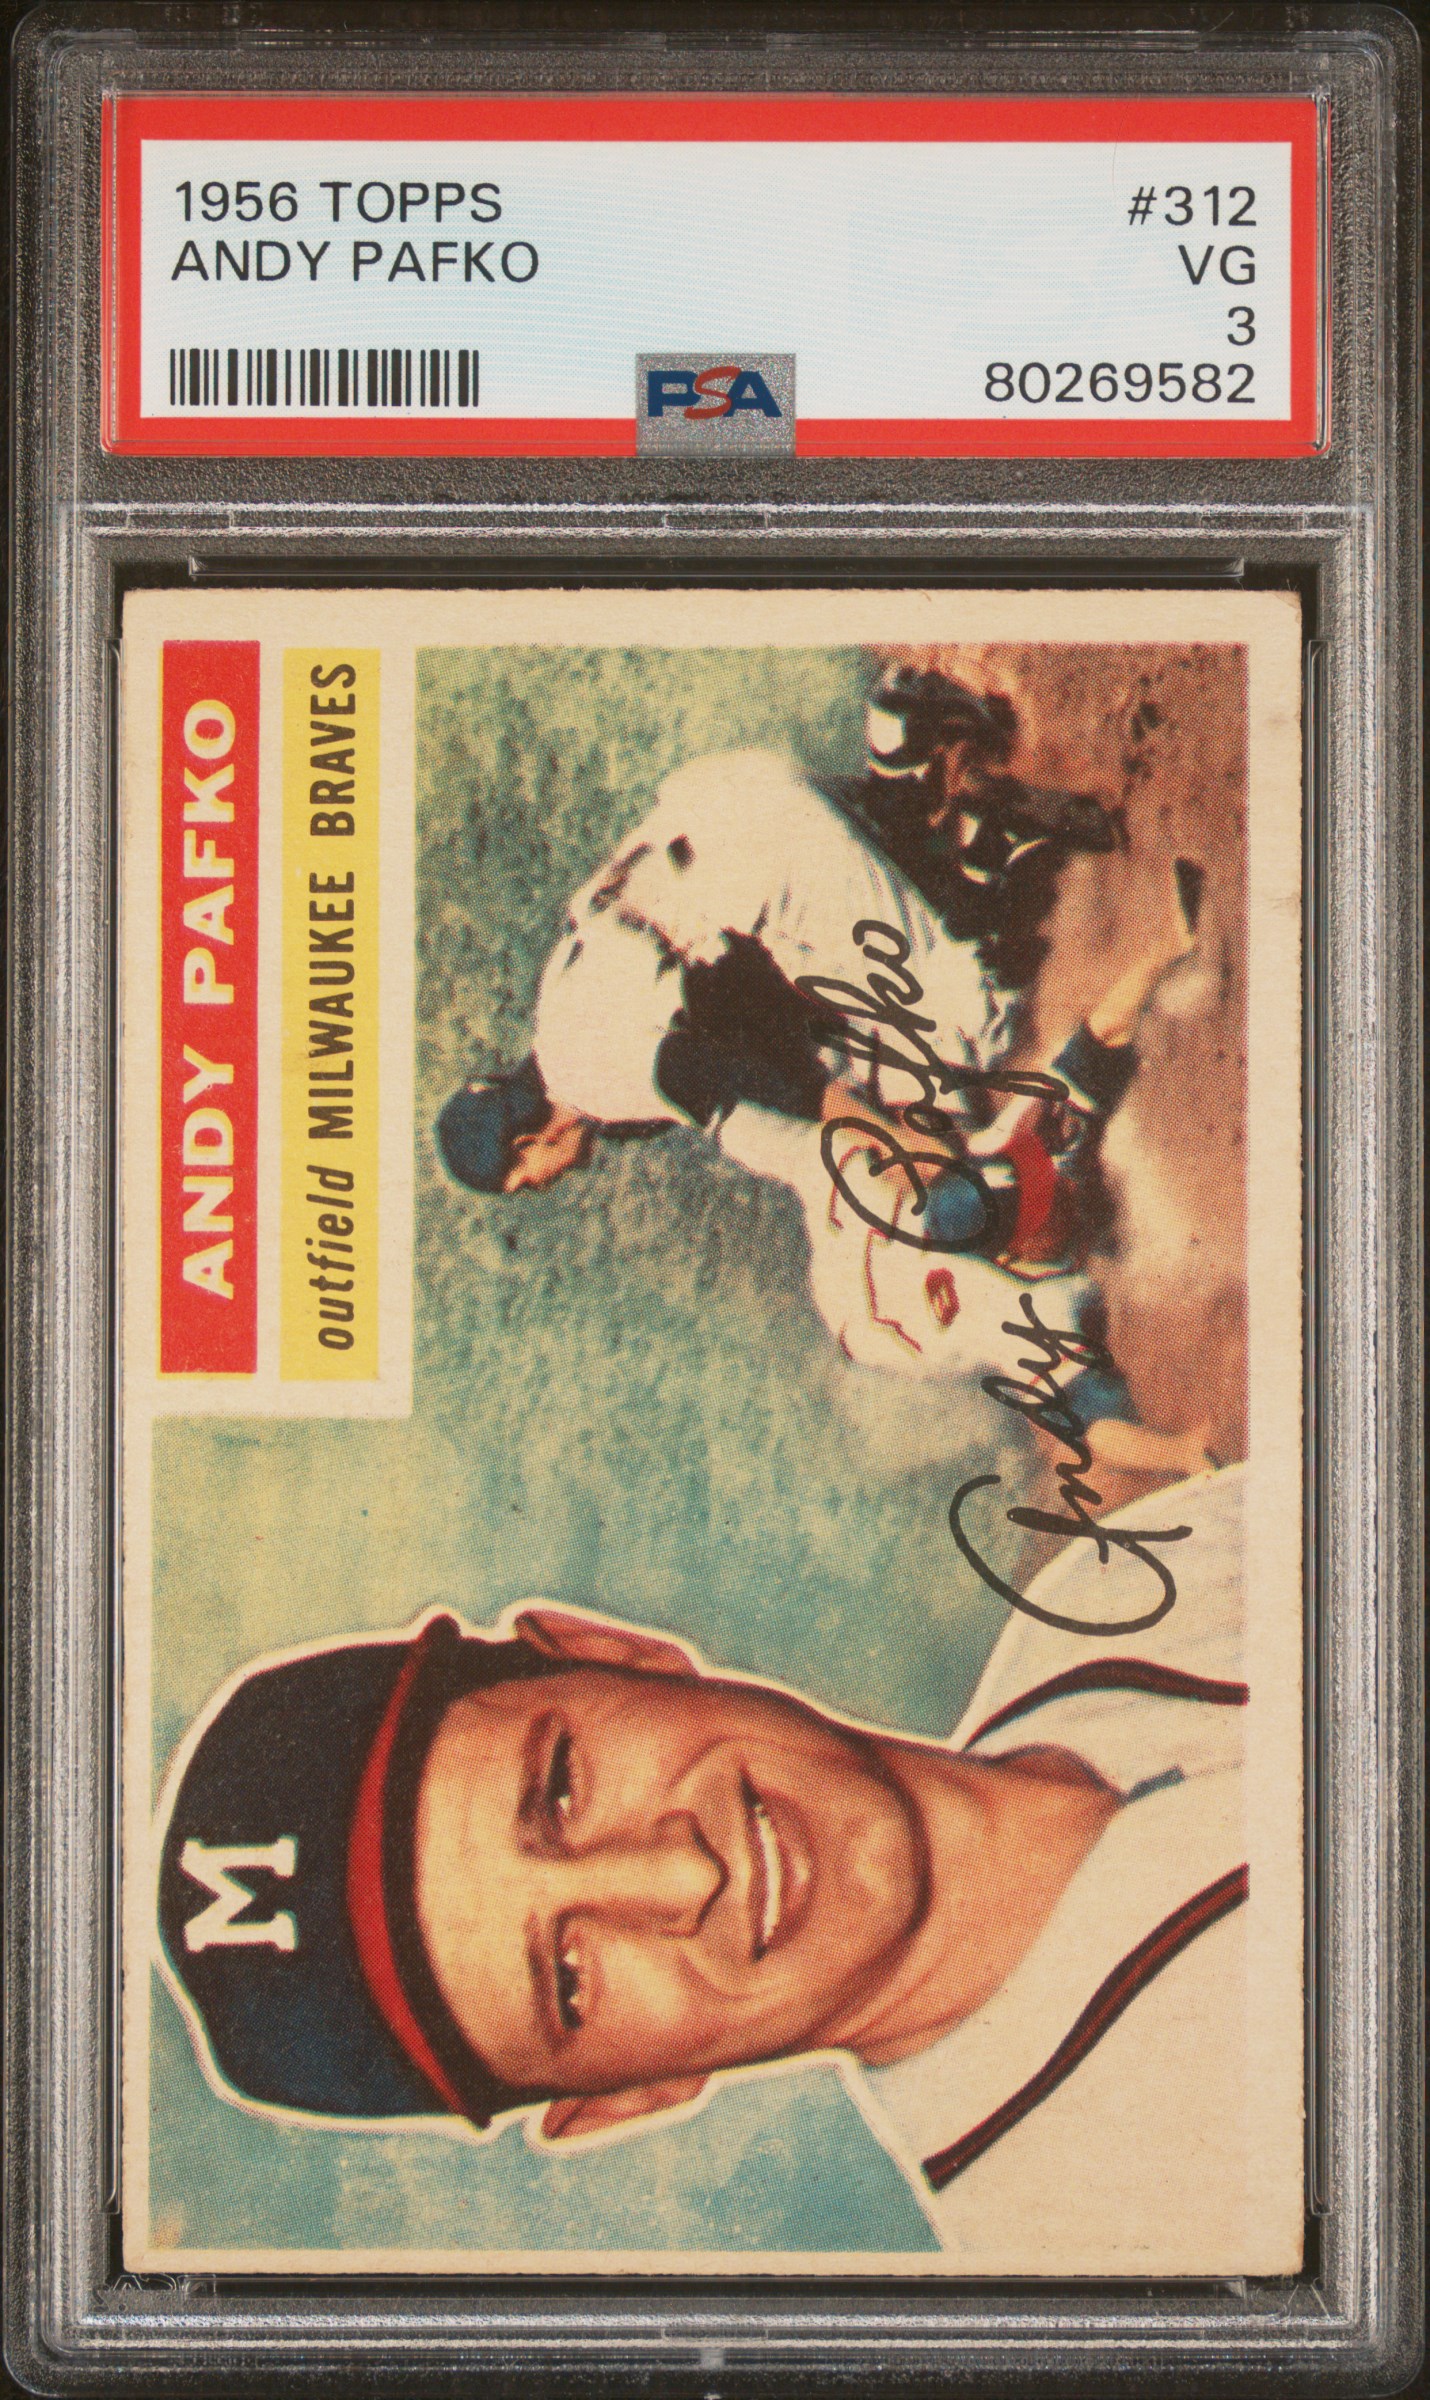 1956 TOPPS #312
ANDY PAFKO VG
3
PSA 80269582
ANDY PAFKO
outfield MILWAUKEE BRAVES
Andy Pafko
M